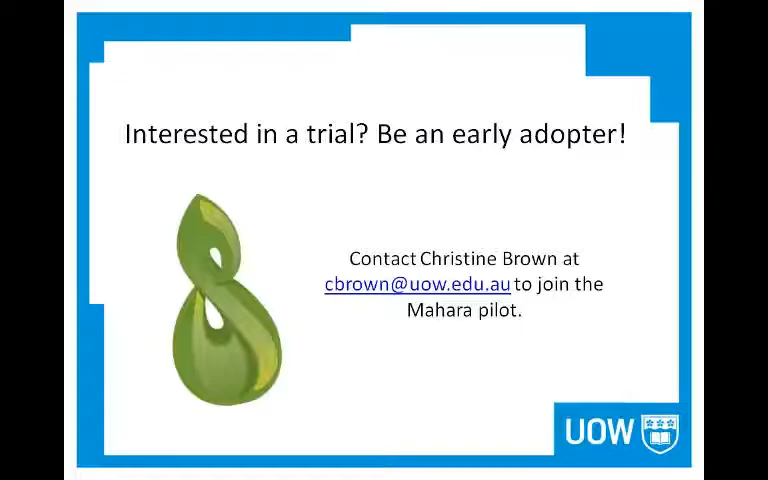 Interested in a trial? Be an early adopter!
Contact Christine Brown at
cbrown@uow.edu.au to join the
Mahara pilot.
UOW